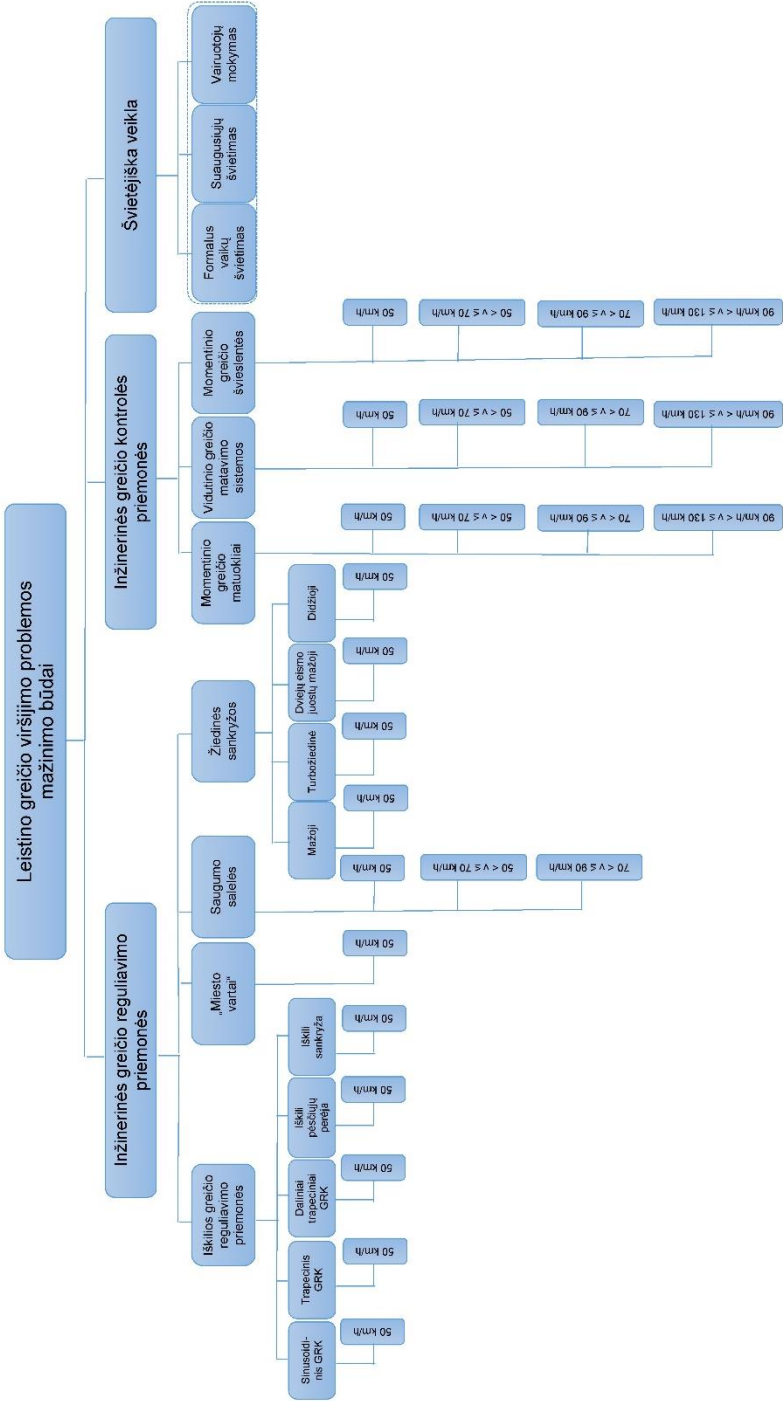 Leistino greičio viršijimo problemos
mažinimo būdai
Inžinerinės greičio reguliavimo
priemonės
Inžinerinės greičio kontrolės
priemonės
Švietėjiška veikla
Iškilios greičio
reguliavimo
priemonės
„Miesto
vartai“
Saugumo
salelės
Žiedinės
sankryžos
Momentinio
greičio
matuokliai
Vidutinio greičio
matavimo
sistemos
Momentinio
greičio
švieslentės
Formalus
vaikų
švietimas
Suaugusiųjų
švietimas
Vairuotojų
mokymas
Sinusoidi-
nis GRK
Trapecinis
GRK
Daliniai
trapeciniai
GRK
Iškili
pėsčiųjų
perėja
Iškili
sankryža
Mažoji
Turbožiedinė
Dviejų eismo
juostų mažoji
Didžioji
50 km/h
50 km/h
50 km/h
50 km/h
50 km/h
50 km/h
50 km/h
50 < v ≤ 70 km/h
70 < v ≤ 90 km/h
50 km/h
50 km/h
50 km/h
50 km/h
50 km/h
50 < v ≤ 70 km/h
70 < v ≤ 90 km/h
90 km/h < v ≤ 130 km/h
50 km/h
50 < v ≤ 70 km/h
70 < v ≤ 90 km/h
90 km/h < v ≤ 130 km/h
50 km/h
50 < v ≤ 70 km/h
70 < v ≤ 90 km/h
90 km/h < v ≤ 130 km/h